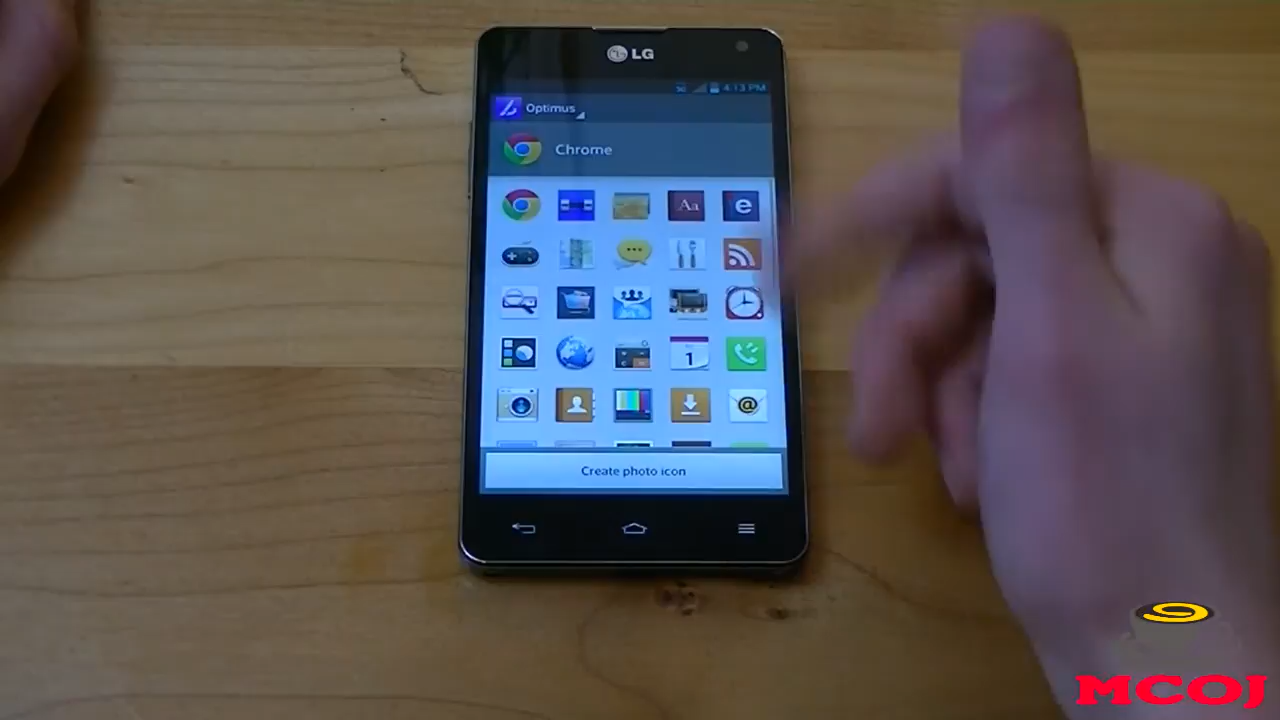 LG
4:13 PM
Optimus
Chrome
Aa
e
1
@
Create photo icon
MCOJ